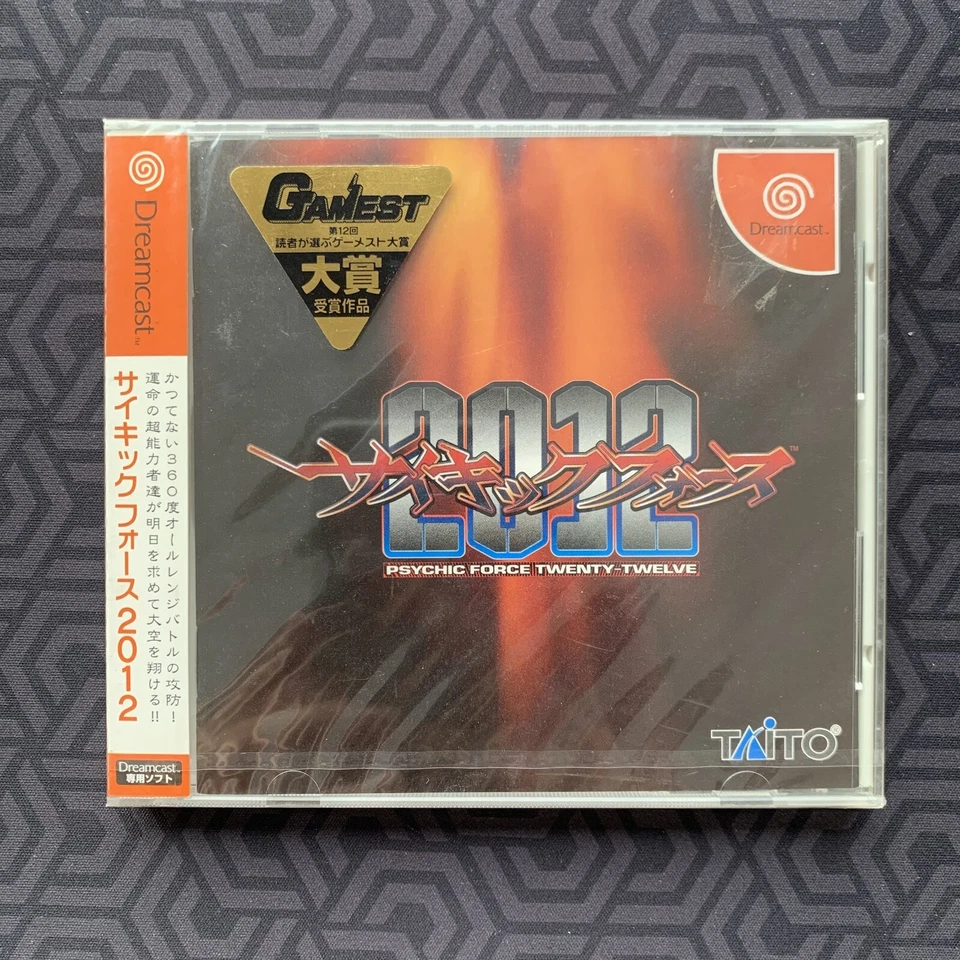 Dreamcast™
かつてない360度オールレンジバトルの攻防!
運命の超能力者達が明日を求めて大空を翔ける!!
サイキックフォース2012
Dreamcast™
専用ソフト
GAMEST
第12回
読者が選ぶゲーメスト大賞
大賞
受賞作品
Dreamcast™
2012
サイキックフォース™
PSYCHIC FORCE TWENTY-TWELVE
TAITO®